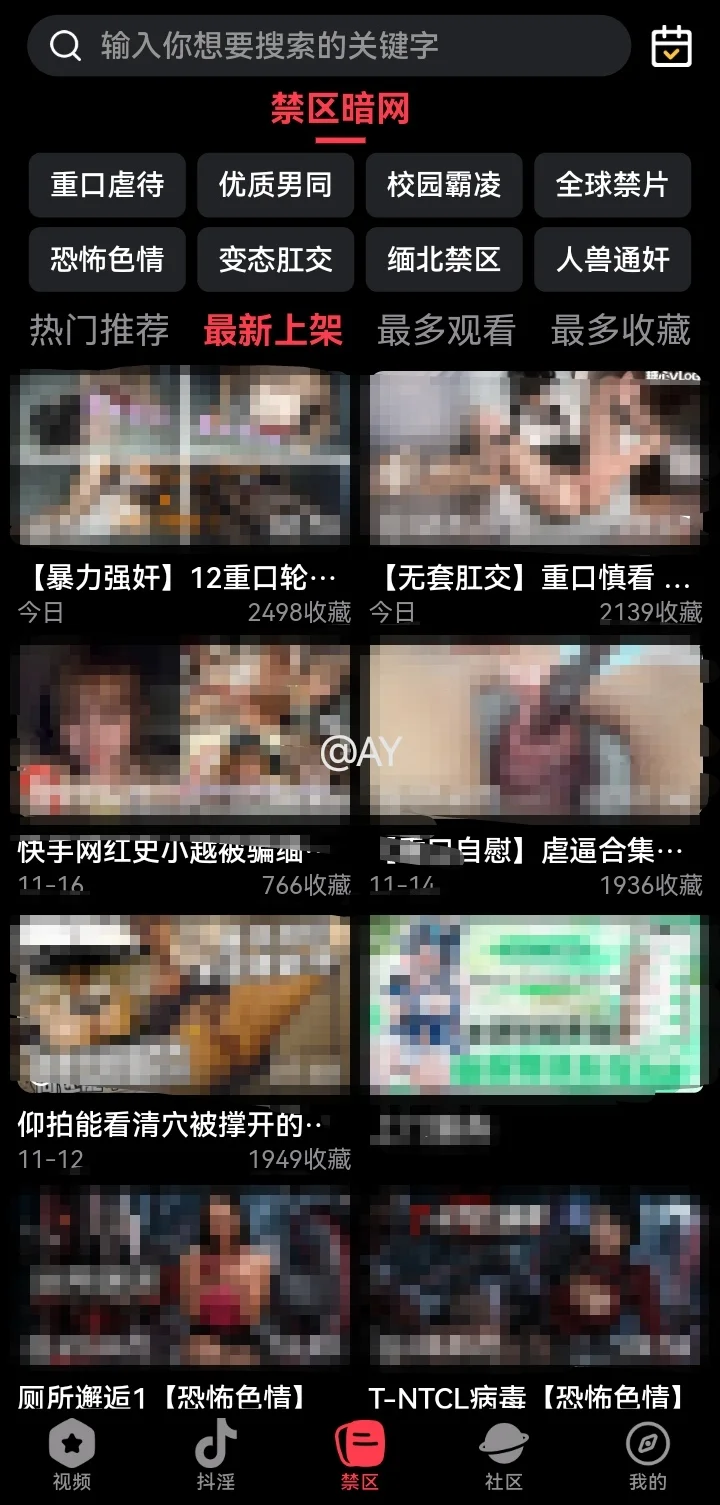 输入你想要搜索的关键字
禁区暗网
重口虐待 优质男同 校园霸凌 全球禁片
恐怖色情 变态肛交 缅北禁区 人兽通奸
热门推荐 最新上架 最多观看 最多收藏
【暴力强奸】12重口轮… 【无套肛交】重口慎看 …
今日 2498收藏 今日 2139收藏
@AY
快手网红史小越被骗缅… 自慰】虐逼合集…
11-16 766收藏 11-14 1936收藏
仰拍能看清穴被撑开的…
11-12 1949收藏
厕所邂逅1【恐怖色情】 T-NTCL病毒【恐怖色情】
视频 抖淫 禁区 社区 我的